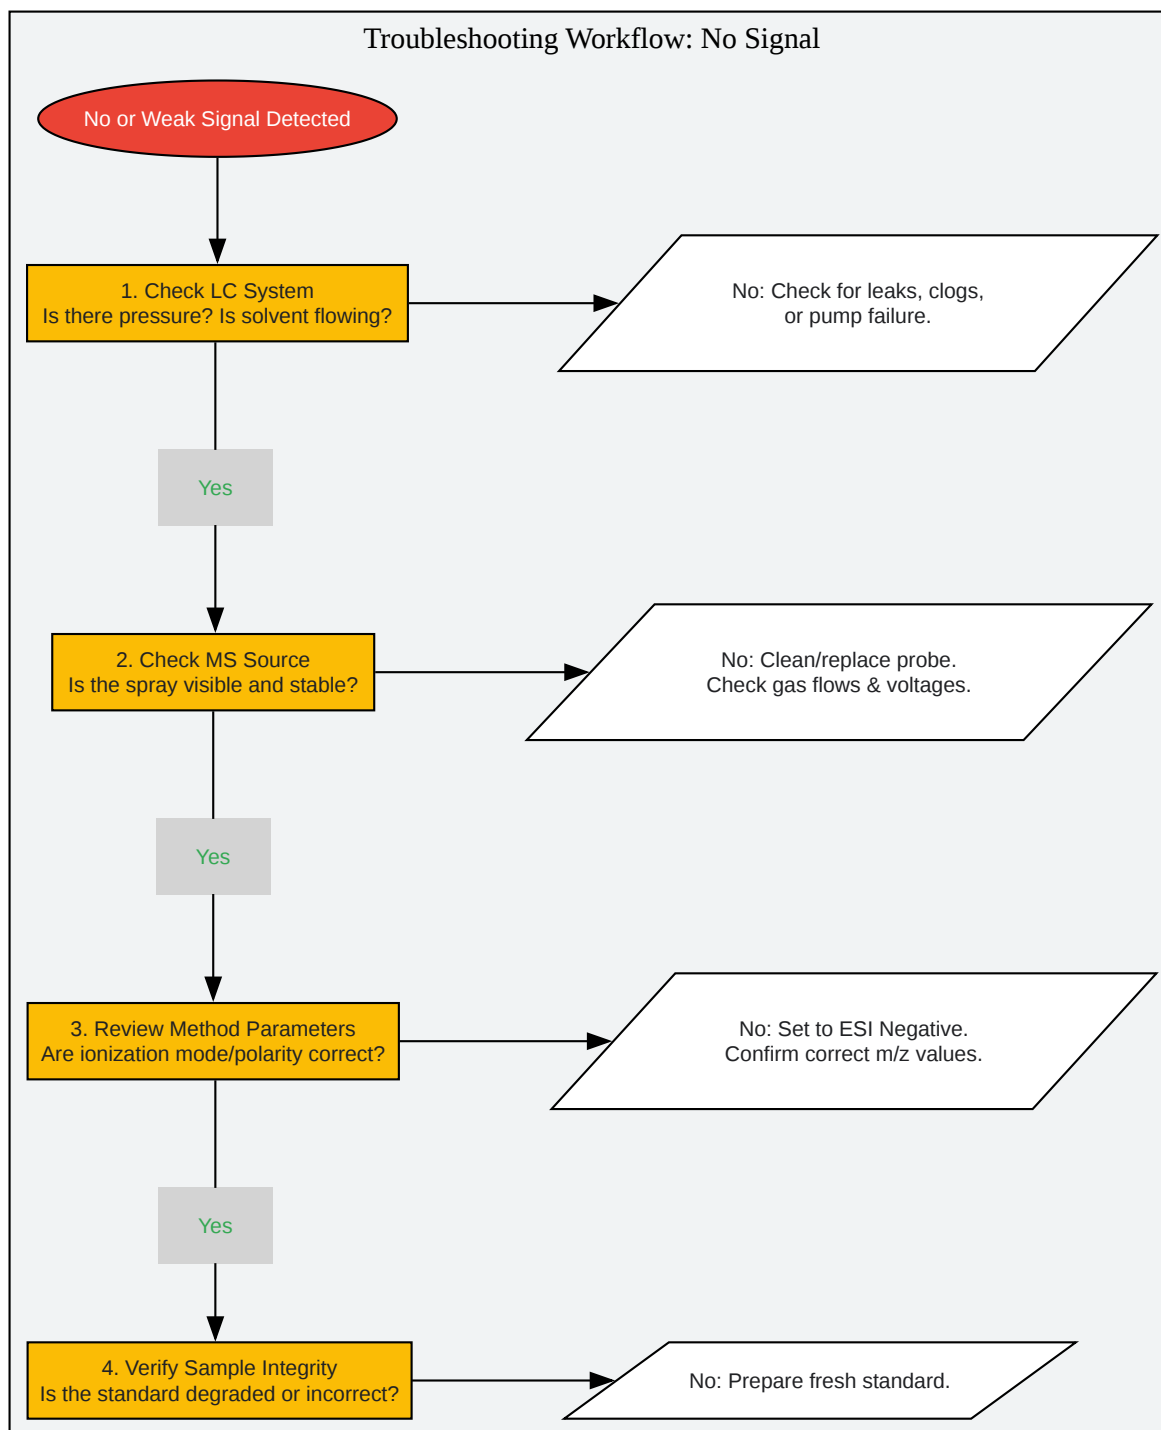 Troubleshooting Workflow: No Signal
No or Weak Signal Detected
1. Check LC System
Is there pressure? Is solvent flowing?
No: Check for leaks, clogs,
or pump failure.
Yes
2. Check MS Source
Is the spray visible and stable?
No: Clean/replace probe.
Check gas flows & voltages.
Yes
3. Review Method Parameters
Are ionization mode/polarity correct?
No: Set to ESI Negative.
Confirm correct m/z values.
Yes
4. Verify Sample Integrity
Is the standard degraded or incorrect?
No: Prepare fresh standard.